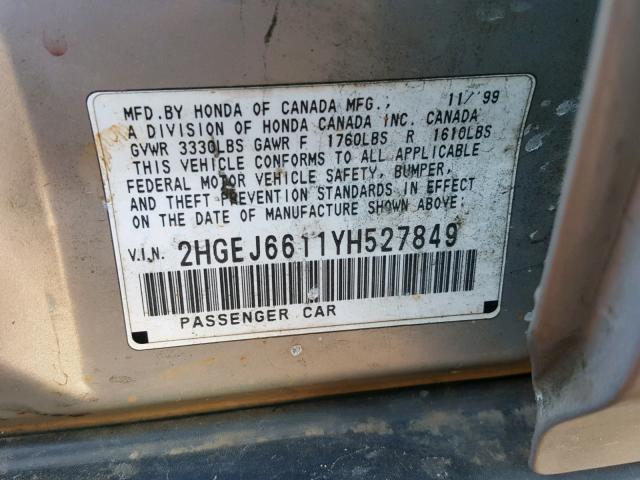 MFD. BY HONDA OF CANADA MFG., 11/'99
A DIVISION OF HONDA CANADA INC. CANADA
GVWR 3330LBS GAWR F 1760LBS R 1610LBS
THIS VEHICLE CONFORMS TO ALL APPLICABLE
FEDERAL MOTOR VEHICLE SAFETY, BUMPER,
AND THEFT PREVENTION STANDARDS IN EFFECT
ON THE DATE OF MANUFACTURE SHOWN ABOVE:
V.I.N. 2HGEJ6611YH527849
PASSENGER CAR